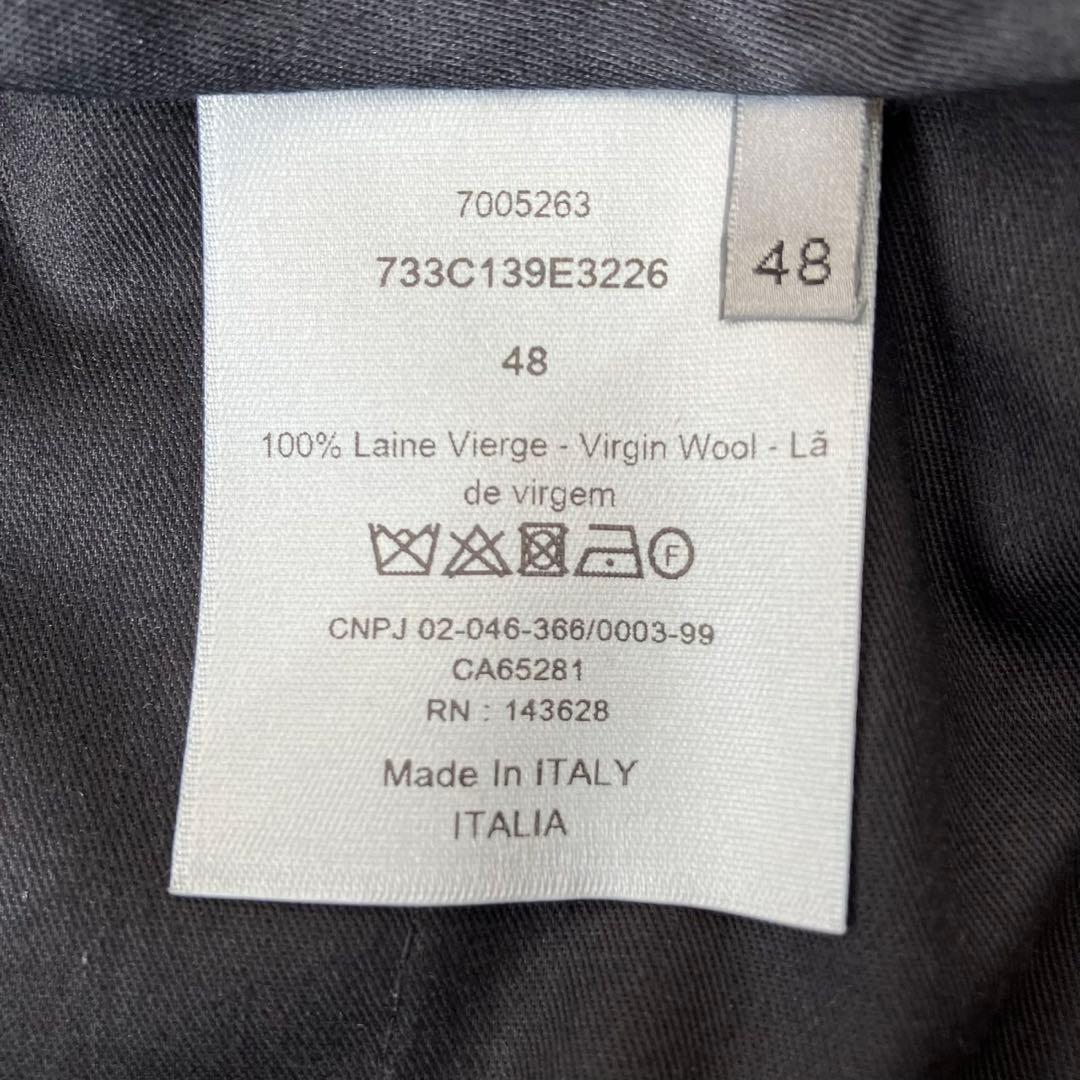 7005263
733C139E3226
48
48
100% Laine Vierge - Virgin Wool - Lă
de virgem
F
CNPJ 02-046-366/0003-99
CA65281
RN : 143628
Made In ITALY
ITALIA